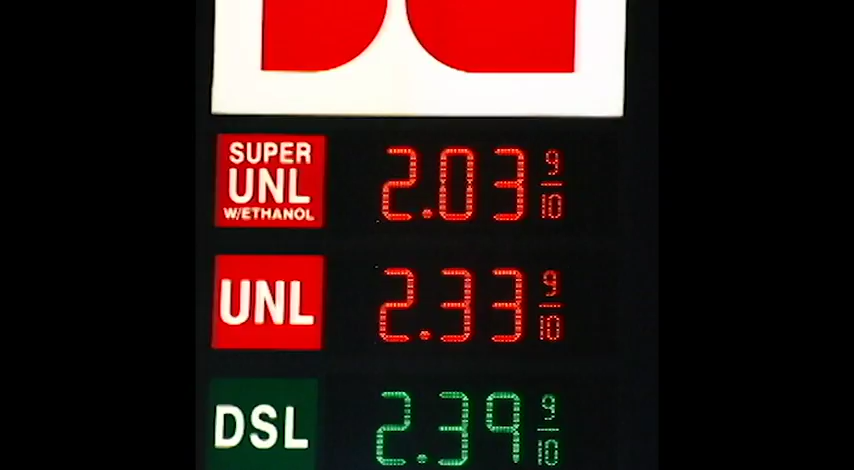 SUPER
UNL
W/ETHANOL
2.03 9/10
UNL
2.33 9/10
DSL
2.39 9/10